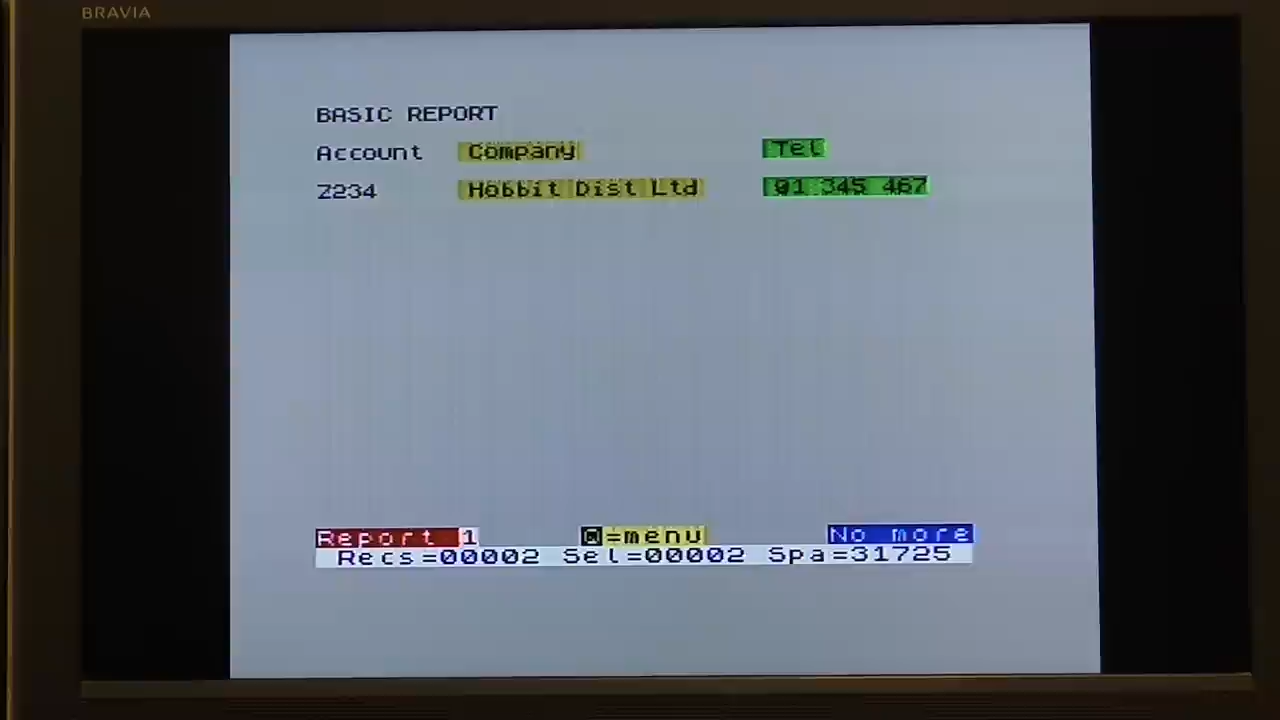 BRAVIA
BASIC REPORT
Account Company Tel
Z234 Hobbit Dist Ltd 01 345 467
Report 1 @=menu No more
Recs=00002 Sel=00002 Spa=31725